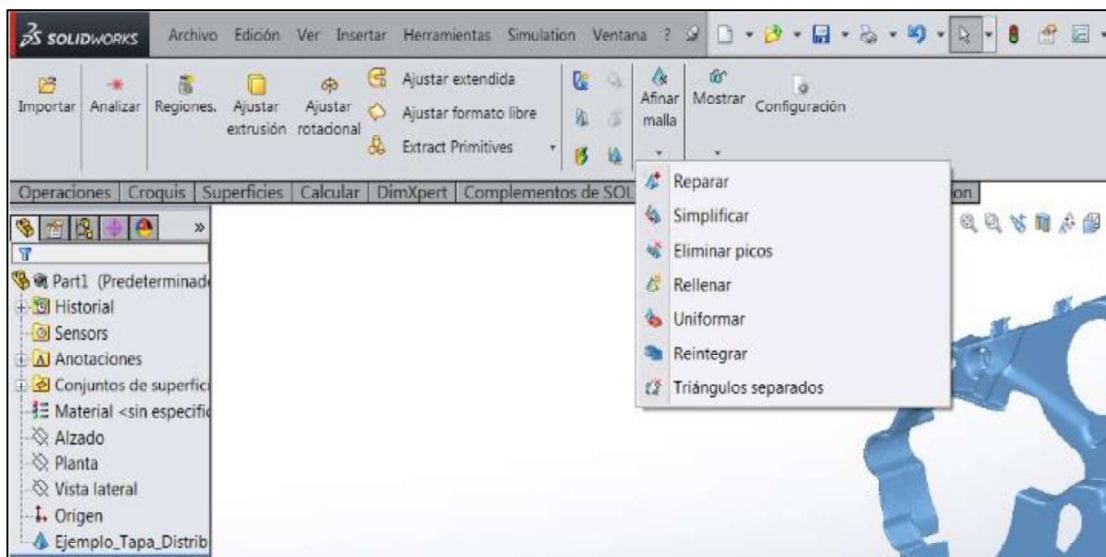 SOLIDWORKS Archivo Edición Ver Insertar Herramientas Simulation Ventana ?
Importar Analizar Regiones. Ajustar extrusión Ajustar rotacional
Ajustar extendida
Ajustar formato libre
Extract Primitives
Afinar malla Mostrar Configuración
Operaciones Croquis Superficies Calcular DimXpert Complementos de SOL
Reparar
Simplificar
Eliminar picos
Rellenar
Uniformar
Reintegrar
Triángulos separados
Part1 (Predeterminad
Historial
Sensors
Anotaciones
Conjuntos de superfici
Material <sin especific
Alzado
Planta
Vista lateral
Origen
Ejemplo_Tapa_Distrib